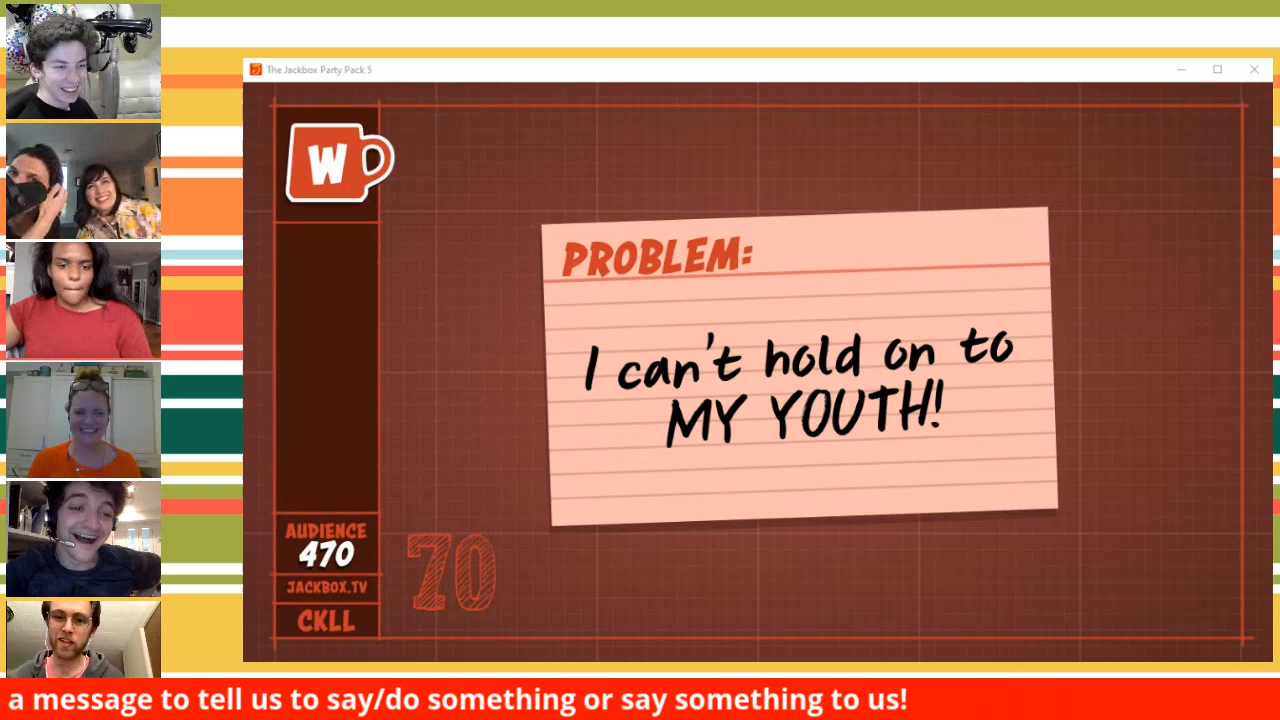 The Jackbox Party Pack 5
W
PROBLEM:
I can't hold on to
MY YOUTH!
AUDIENCE
470
JACKBOX.TV
CKLL
70
a message to tell us to say/do something or say something to us!